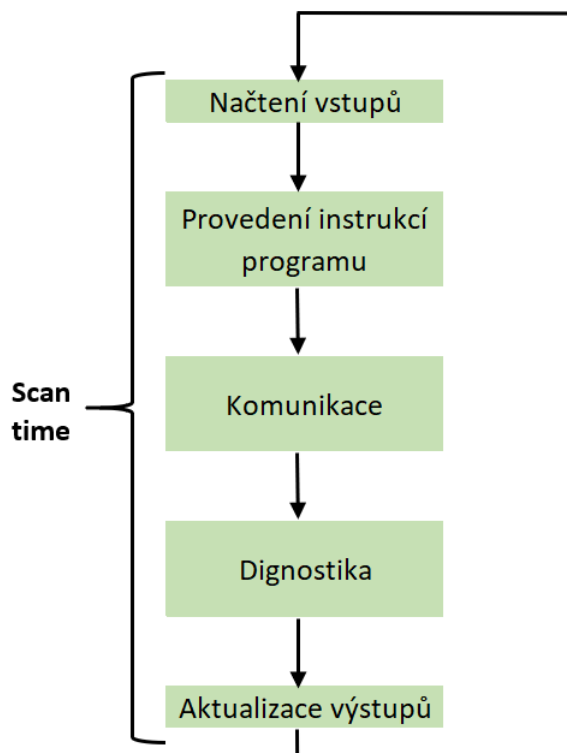 Načtení vstupů
Provedení instrukcí
programu
Scan
time
Komunikace
Dignostika
Aktualizace výstupů